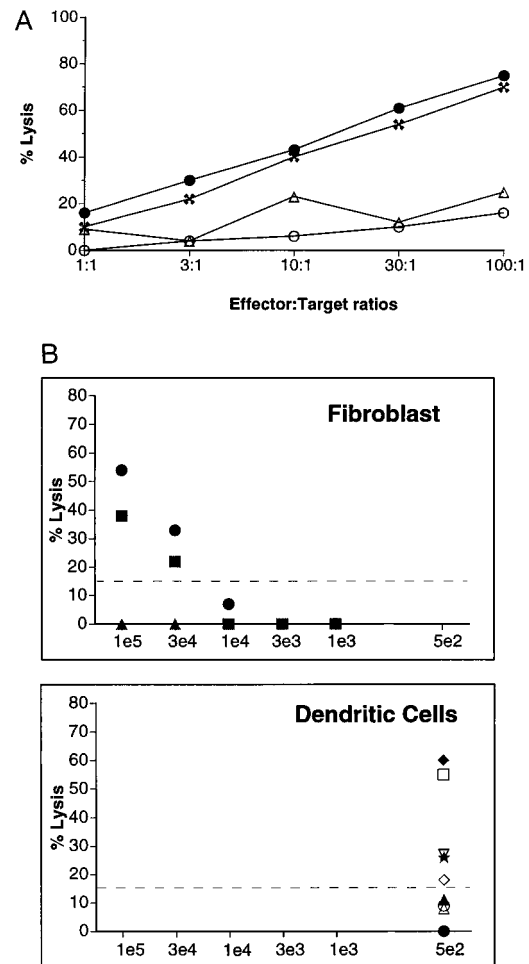 A
100
80
60
40
20
0
% Lysis
1:1 3:1 10:1 30:1 100:1
Effector:Target ratios
B
Fibroblast
80
70
60
50
40
30
20
10
0
% Lysis
1e5 3e4 1e4 3e3 1e3 5e2
Dendritic Cells
80
70
60
50
40
30
20
10
0
% Lysis
1e5 3e4 1e4 3e3 1e3 5e2